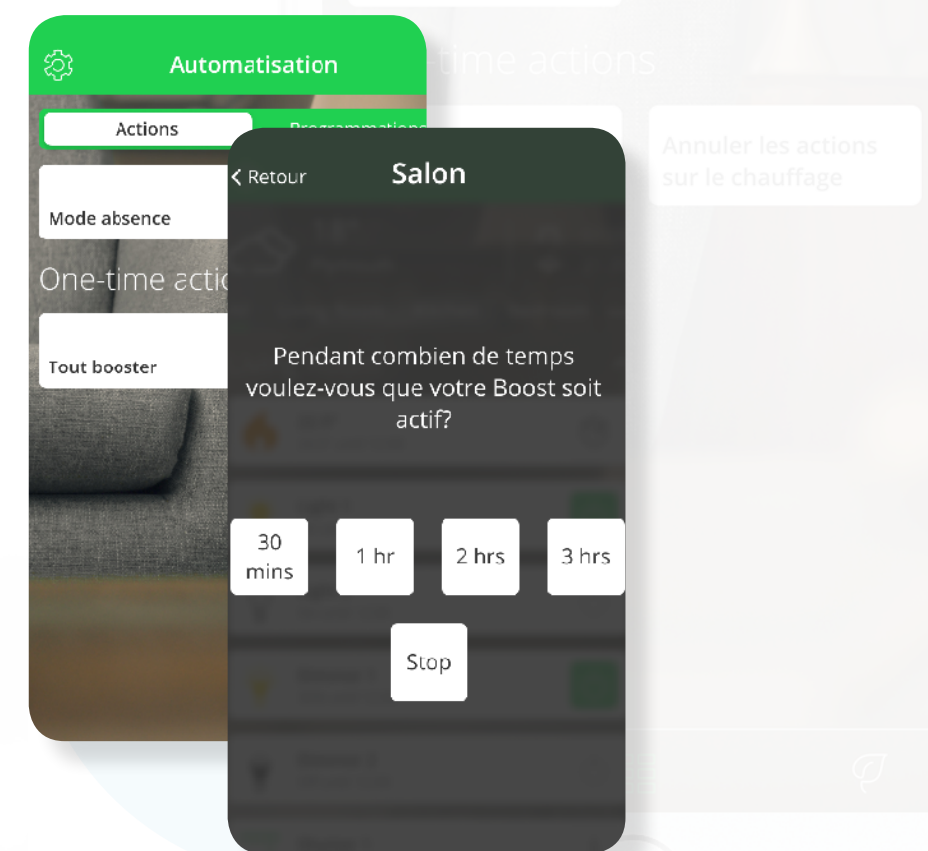 Automatisation
Actions
Programmations
Mode absence
One-time actio
Tout booster
Retour
Salon
Pendant combien de temps
voulez-vous que votre Boost soit
actif?
30
mins
1 hr
2 hrs
3 hrs
Stop
-time actions
Annuler les actions
sur le chauffage